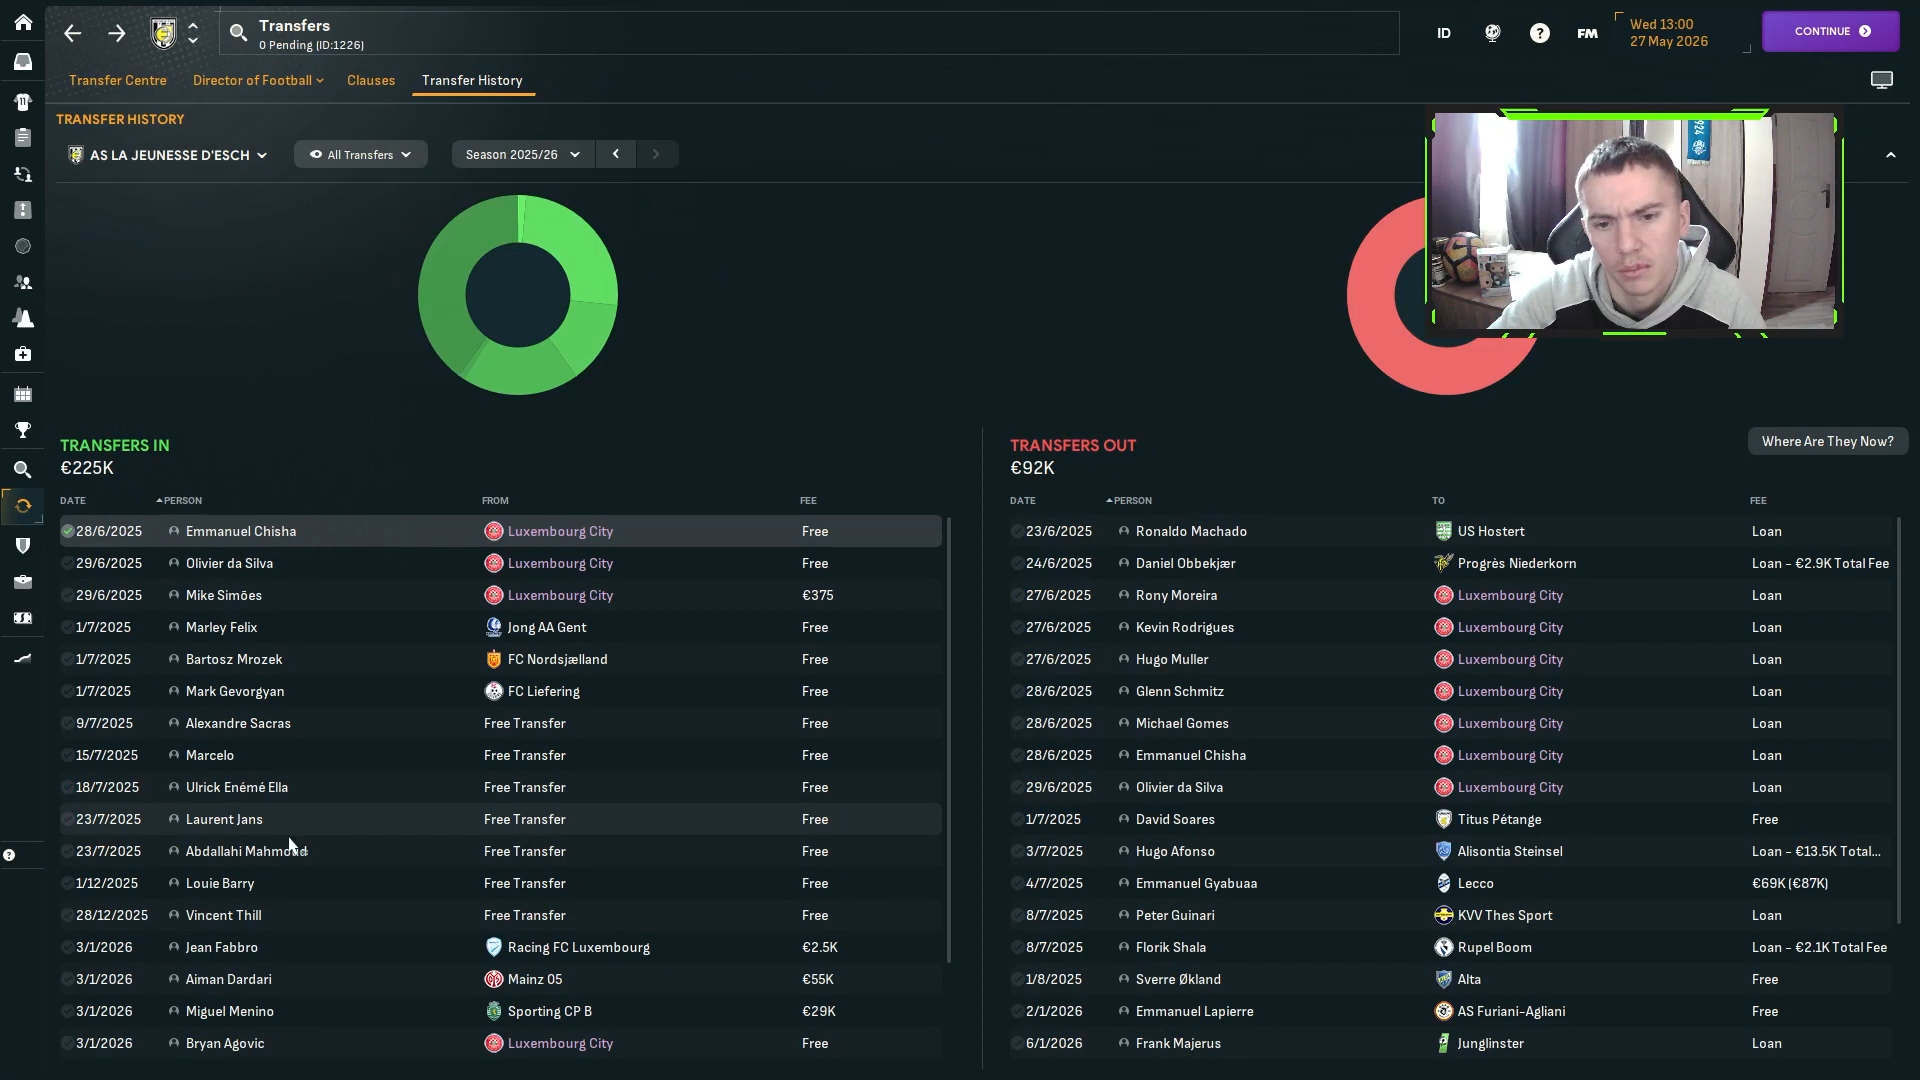 Transfers
0 Pending (ID:1226)
ID
FM
Wed 13:00
27 May 2026
CONTINUE
Transfer Centre
Director of Football
Clauses
Transfer History
TRANSFER HISTORY
AS LA JEUNESSE D'ESCH
All Transfers
Season 2025/26
TRANSFERS IN
€225K
DATE PERSON FROM FEE
28/6/2025 Emmanuel Chisha Luxembourg City Free
29/6/2025 Olivier da Silva Luxembourg City Free
29/6/2025 Mike Simões Luxembourg City €375
1/7/2025 Marley Felix Jong AA Gent Free
1/7/2025 Bartosz Mrozek FC Nordsjælland Free
1/7/2025 Mark Gevorgyan FC Liefering Free
9/7/2025 Alexandre Sacras Free Transfer Free
15/7/2025 Marcelo Free Transfer Free
18/7/2025 Ulrick Enémé Ella Free Transfer Free
23/7/2025 Laurent Jans Free Transfer Free
23/7/2025 Abdallahi Mahmoud Free Transfer Free
1/12/2025 Louie Barry Free Transfer Free
28/12/2025 Vincent Thill Free Transfer Free
3/1/2026 Jean Fabbro Racing FC Luxembourg €2.5K
3/1/2026 Aiman Dardari Mainz 05 €55K
3/1/2026 Miguel Menino Sporting CP B €29K
3/1/2026 Bryan Agovic Luxembourg City Free
TRANSFERS OUT
€92K
Where Are They Now?
DATE PERSON TO FEE
23/6/2025 Ronaldo Machado US Hostert Loan
24/6/2025 Daniel Obbekjær Progrès Niederkorn Loan - €2.9K Total Fee
27/6/2025 Rony Moreira Luxembourg City Loan
27/6/2025 Kevin Rodrigues Luxembourg City Loan
27/6/2025 Hugo Muller Luxembourg City Loan
28/6/2025 Glenn Schmitz Luxembourg City Loan
28/6/2025 Michael Gomes Luxembourg City Loan
28/6/2025 Emmanuel Chisha Luxembourg City Loan
29/6/2025 Olivier da Silva Luxembourg City Loan
1/7/2025 David Soares Titus Pétange Free
3/7/2025 Hugo Afonso Alisontia Steinsel Loan - €13.5K Total...
4/7/2025 Emmanuel Gyabuaa Lecco €69K (€87K)
8/7/2025 Peter Guinari KVV Thes Sport Loan
8/7/2025 Florik Shala Rupel Boom Loan - €2.1K Total Fee
1/8/2025 Sverre Økland Alta Free
2/1/2026 Emmanuel Lapierre AS Furiani-Agliani Free
6/1/2026 Frank Majerus Junglinster Loan